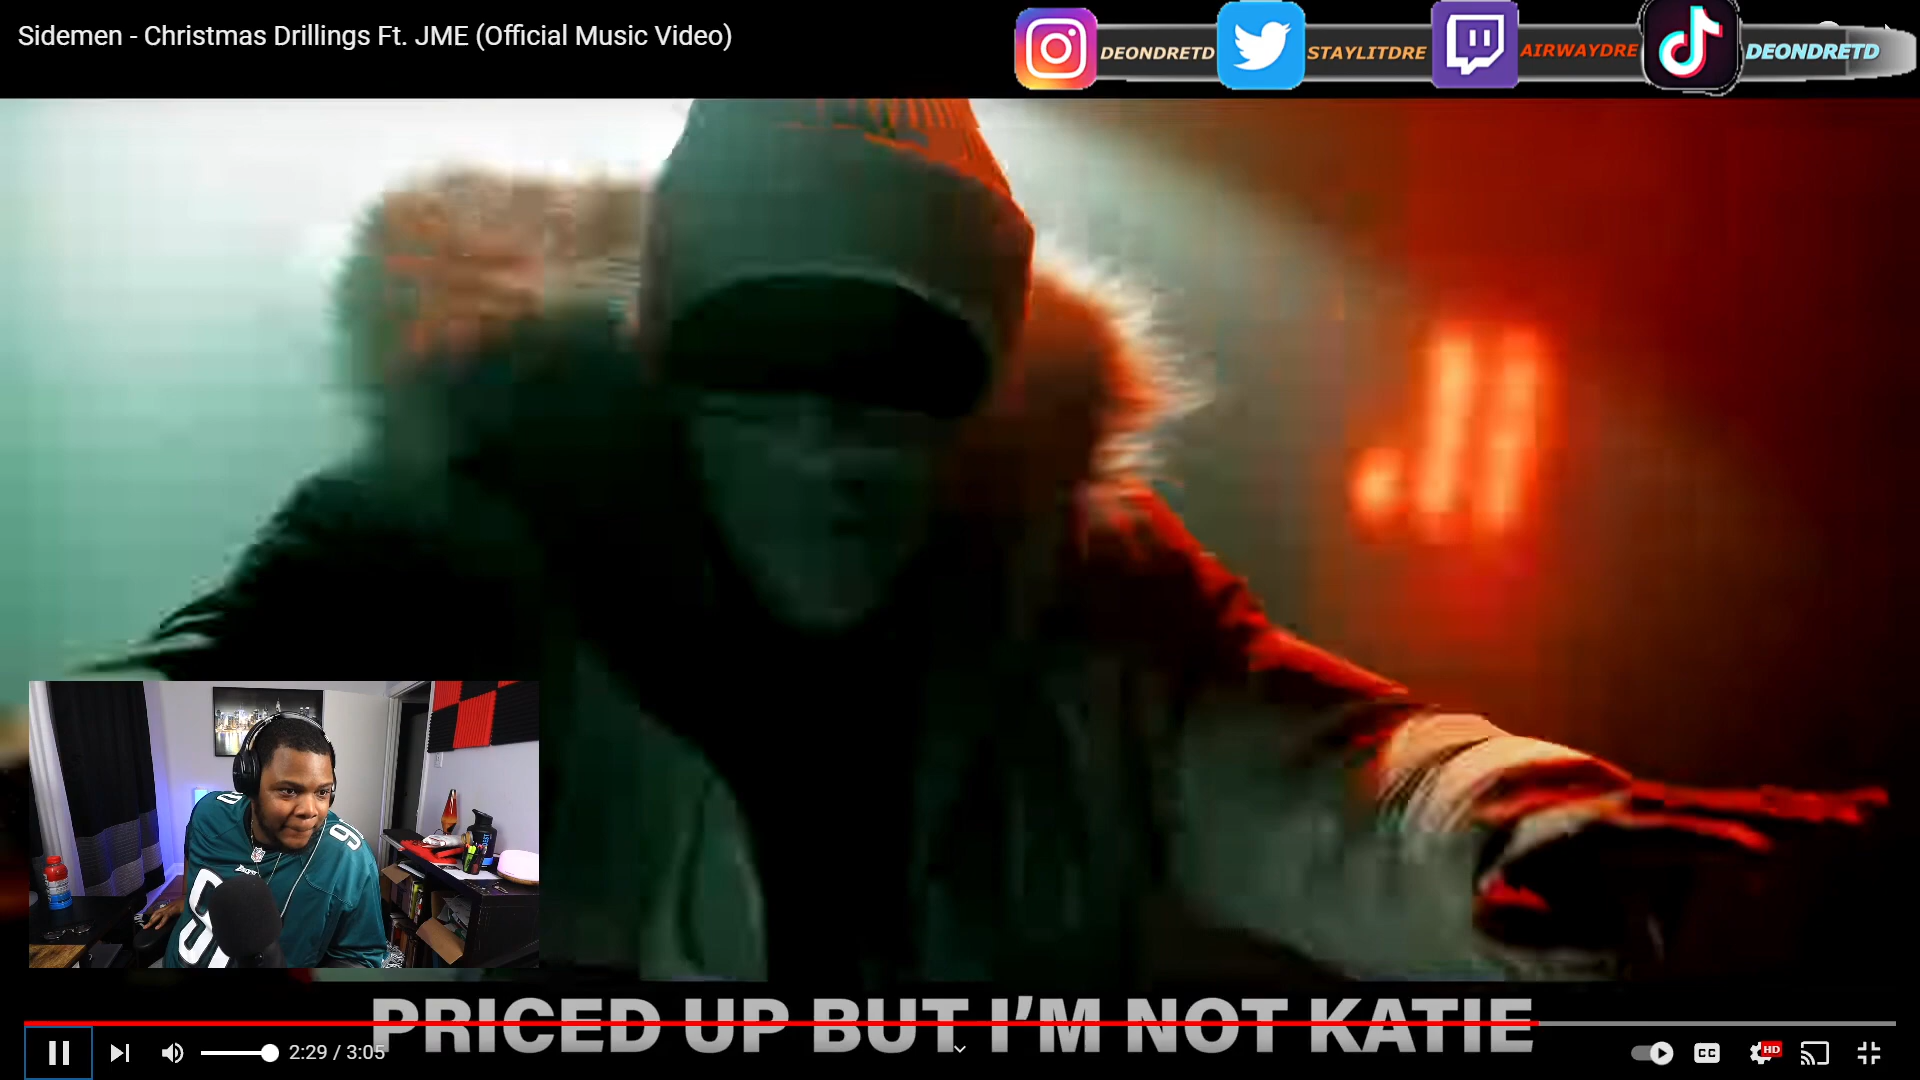 Sidemen - Christmas Drillings Ft. JME (Official Music Video)
DEONDRETD
STAYLITDRE
AIRWAYDRE
DEONDRETD
PRICED UP BUT I'M NOT KATIE
2:29 / 3:05
CC
HD